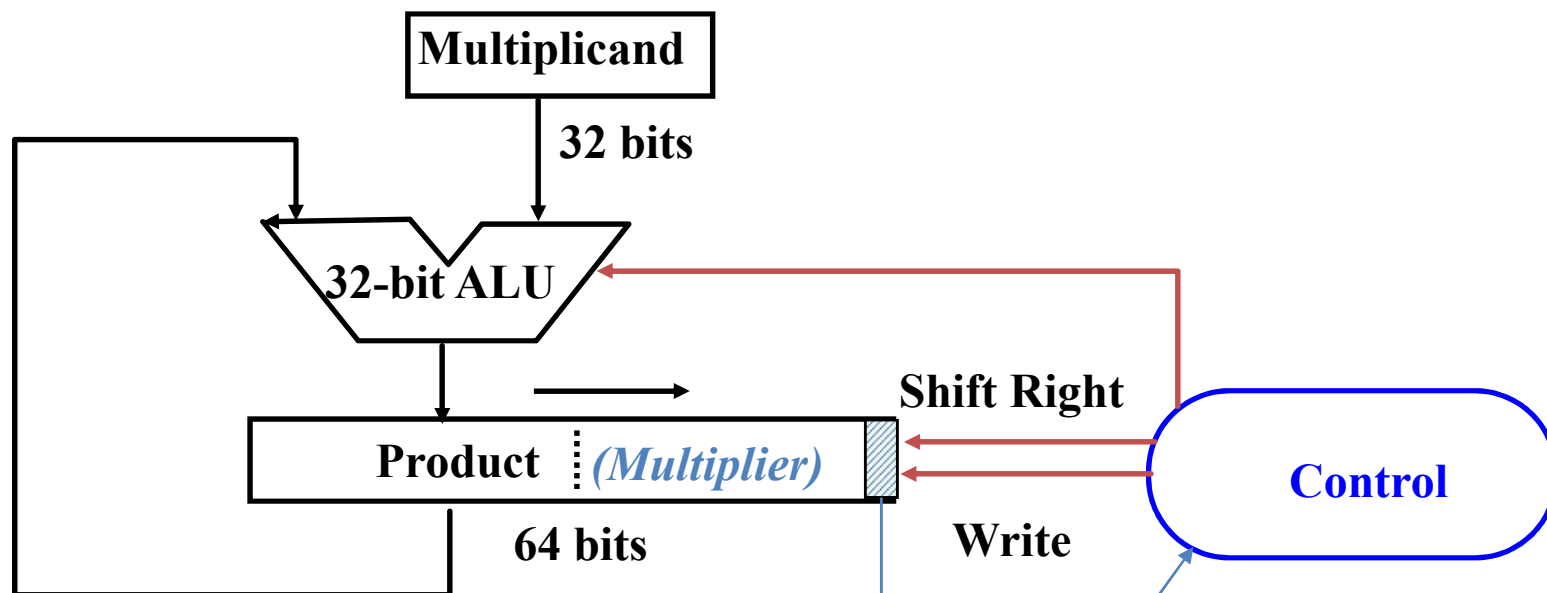 Multiplicand
32 bits
32-bit ALU
Shift Right
Product (Multiplier)
Control
64 bits
Write